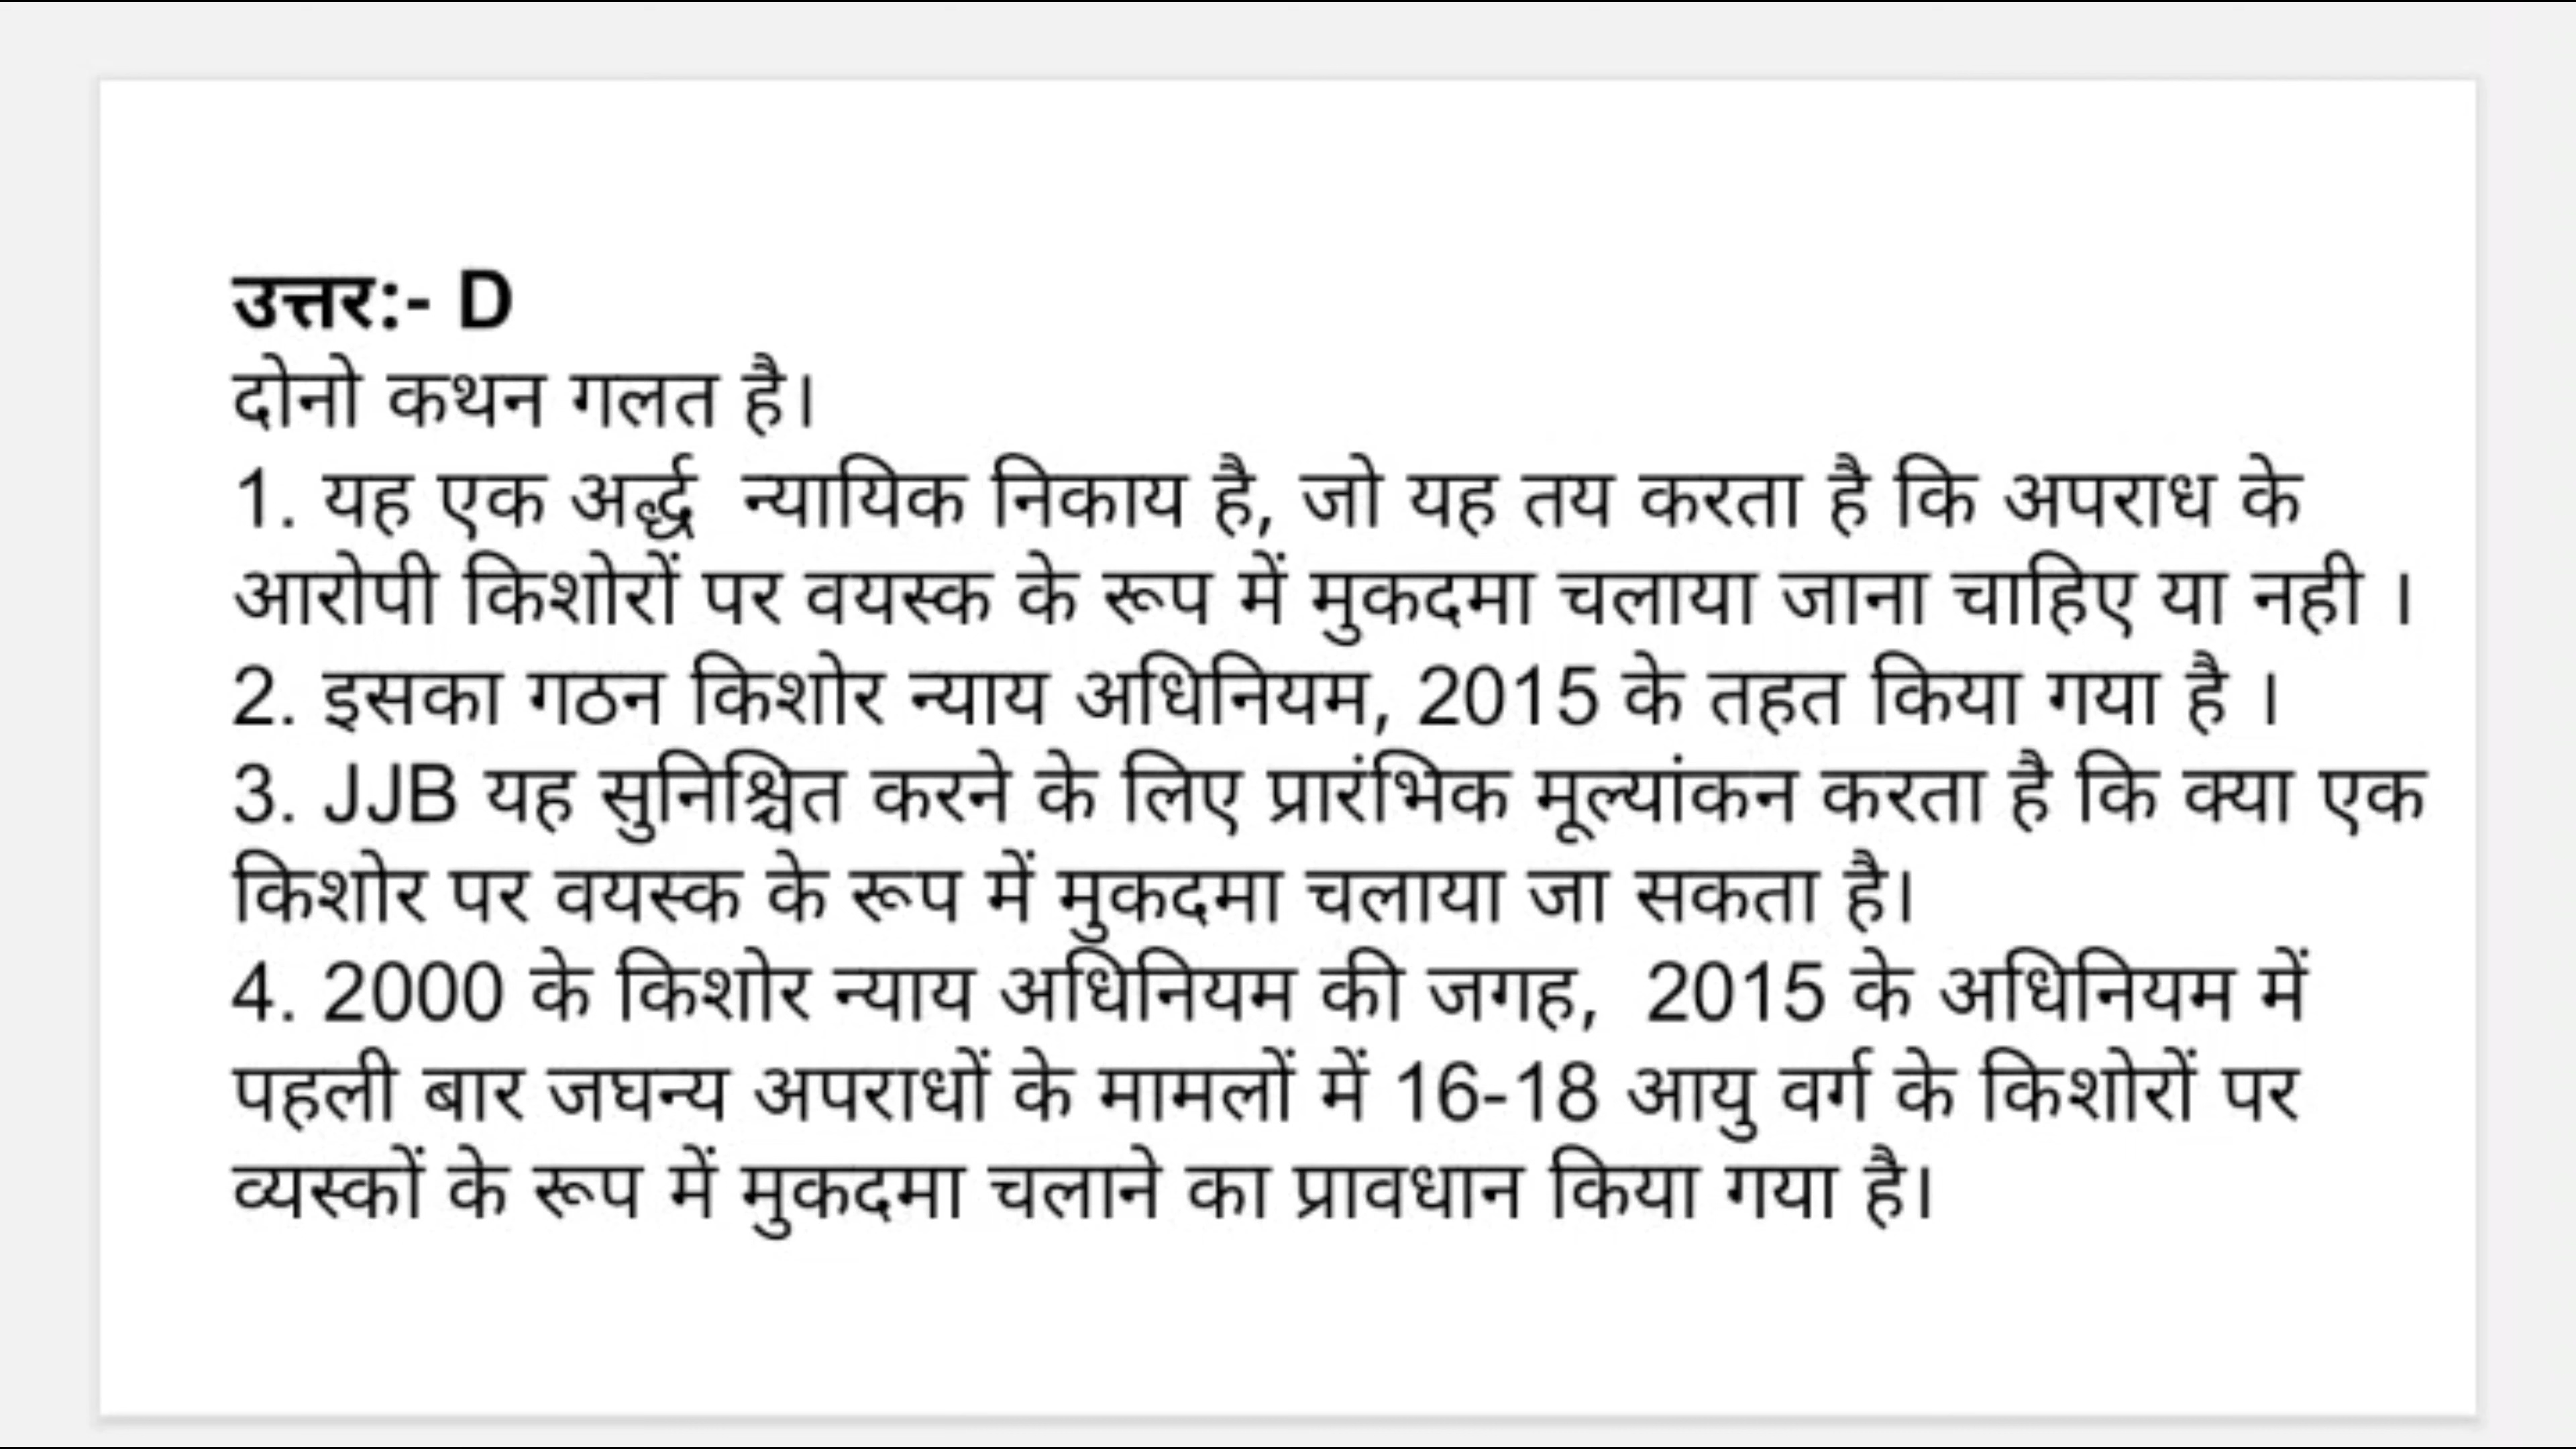 उत्तर:- D
दोनो कथन गलत है।
1. यह एक अर्द्ध न्यायिक निकाय है, जो यह तय करता है कि अपराध के
आरोपी किशोरों पर वयस्क के रूप में मुकदमा चलाया जाना चाहिए या नही ।
2. इसका गठन किशोर न्याय अधिनियम, 2015 के तहत किया गया है ।
3. JJB यह सुनिश्चित करने के लिए प्रारंभिक मूल्यांकन करता है कि क्या एक
किशोर पर वयस्क के रूप में मुकदमा चलाया जा सकता है।
4. 2000 के किशोर न्याय अधिनियम की जगह, 2015 के अधिनियम में
पहली बार जघन्य अपराधों के मामलों में 16-18 आयु वर्ग के किशोरों पर
व्यस्कों के रूप में मुकदमा चलाने का प्रावधान किया गया है।